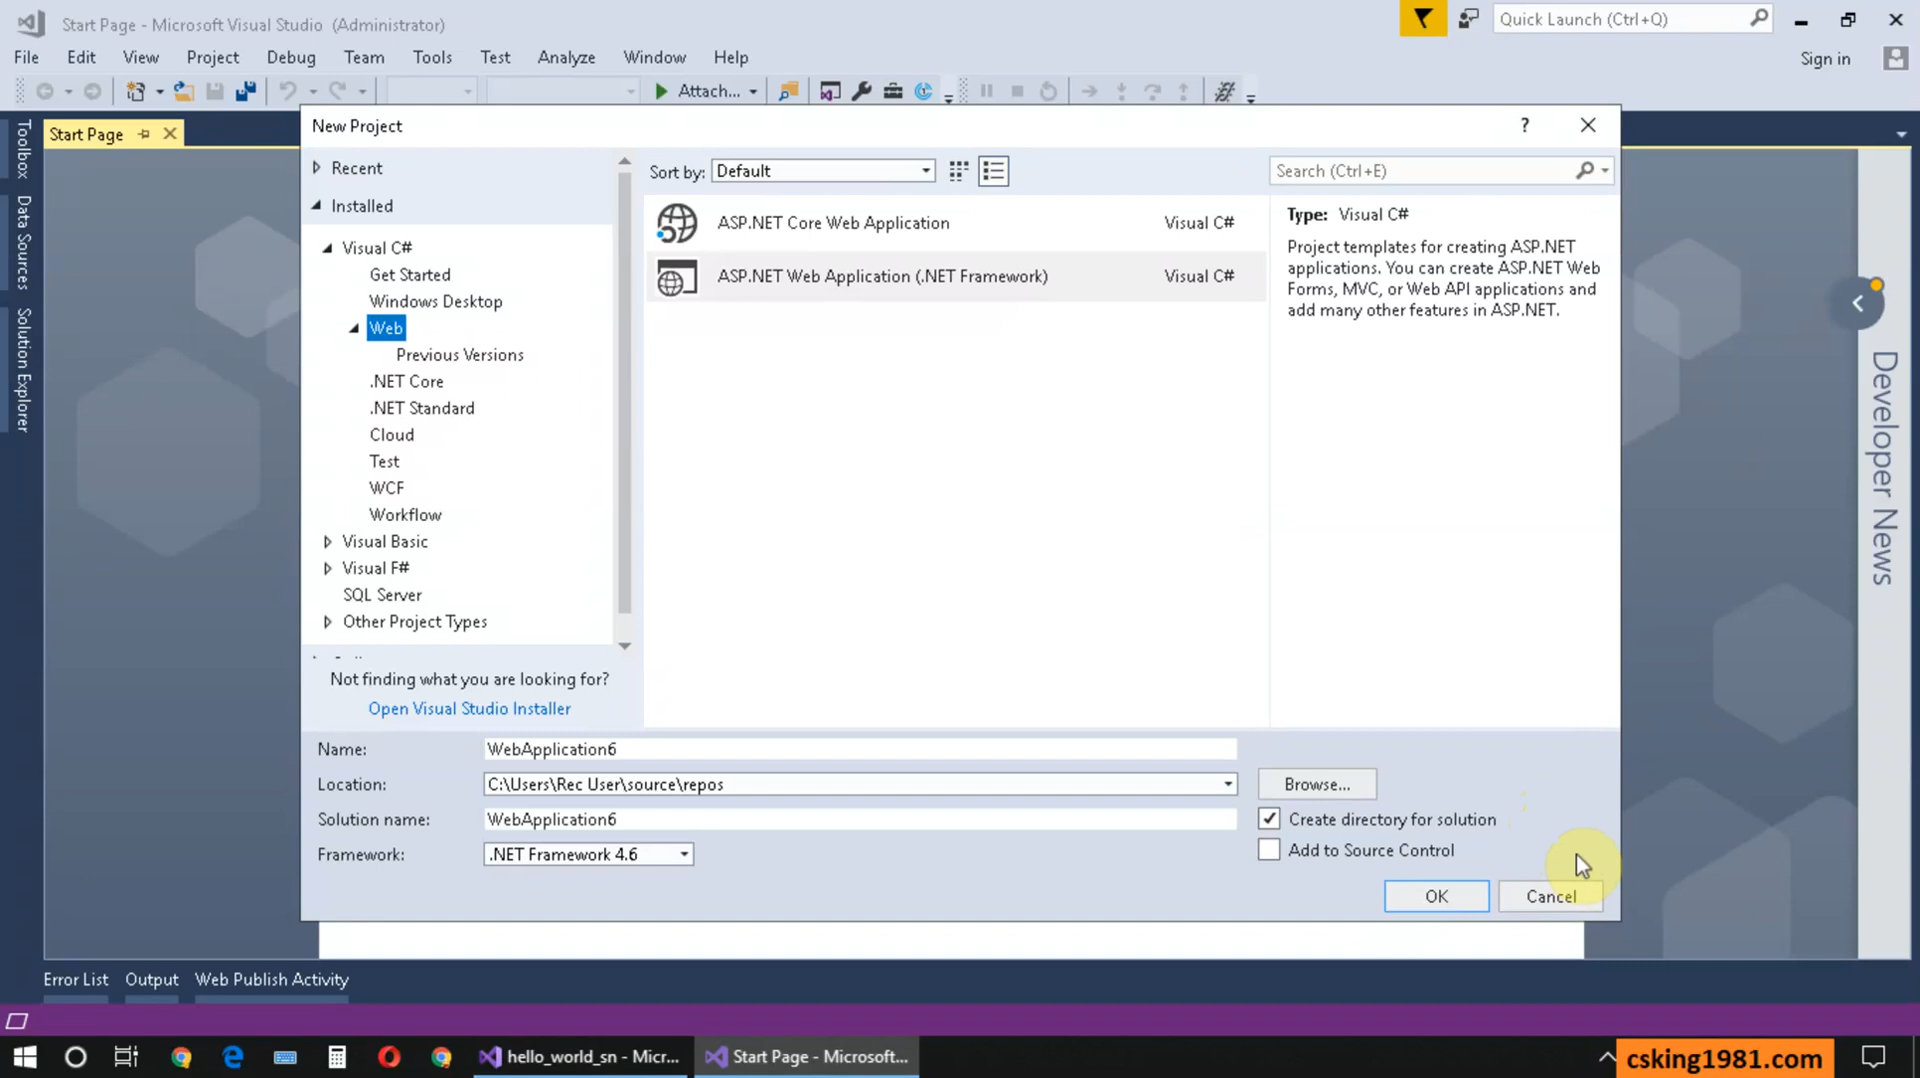 Start Page - Microsoft Visual Studio (Administrator)
Quick Launch (Ctrl+Q)
File Edit View Project Debug Team Tools Test Analyze Window Help
Sign in
Attach...
Start Page
Toolbox
Data Sources
Solution Explorer
New Project
?
Recent
Installed
Visual C#
Get Started
Windows Desktop
Web
Previous Versions
.NET Core
.NET Standard
Cloud
Test
WCF
Workflow
Visual Basic
Visual F#
SQL Server
Other Project Types
Not finding what you are looking for?
Open Visual Studio Installer
Sort by: Default
Search (Ctrl+E)
ASP.NET Core Web Application Visual C#
ASP.NET Web Application (.NET Framework) Visual C#
Type: Visual C#
Project templates for creating ASP.NET
applications. You can create ASP.NET Web
Forms, MVC, or Web API applications and
add many other features in ASP.NET.
Developer News
Name: WebApplication6
Location: C:\Users\Rec User\source\repos
Browse...
Solution name: WebApplication6
Create directory for solution
Framework: .NET Framework 4.6
Add to Source Control
OK
Cancel
Error List Output Web Publish Activity
hello_world_sn - Micr...
Start Page - Microsoft...
csking1981.com